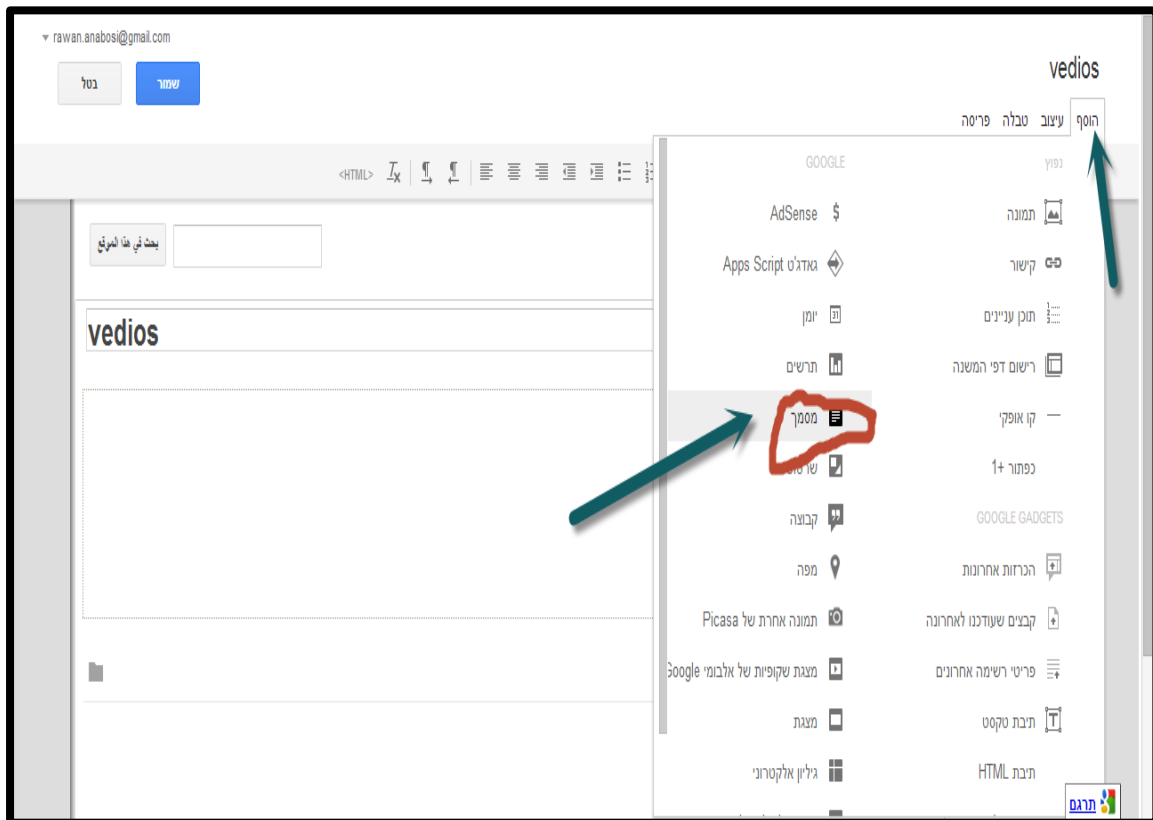 rawan.anabosi@gmail.com
vedios
שמור
בטל
הוסף עיצוב טבלה פריסה
<HTML>
نפוץ
תמונה
קישור
תוכן עניינים
רישום דפי המשנה
קו אופקי
כפתור +1
GOOGLE GADGETS
הכרזות אחרונות
קבצים שעודכנו לאחרונה
פריטי רשימה אחרונים
תיבת טקסט
תיבת HTML
GOOGLE
AdSense
גאדג'ט Apps Script
יומן
31
תרשים
מסמך
קבוצה
מפה
תמונה אחרת של Picasa
מצגת שקופיות של אלבומי Google
מצגת
גיליון אלקטרוני
بحث في هذا الموقع
vedios
תרגם